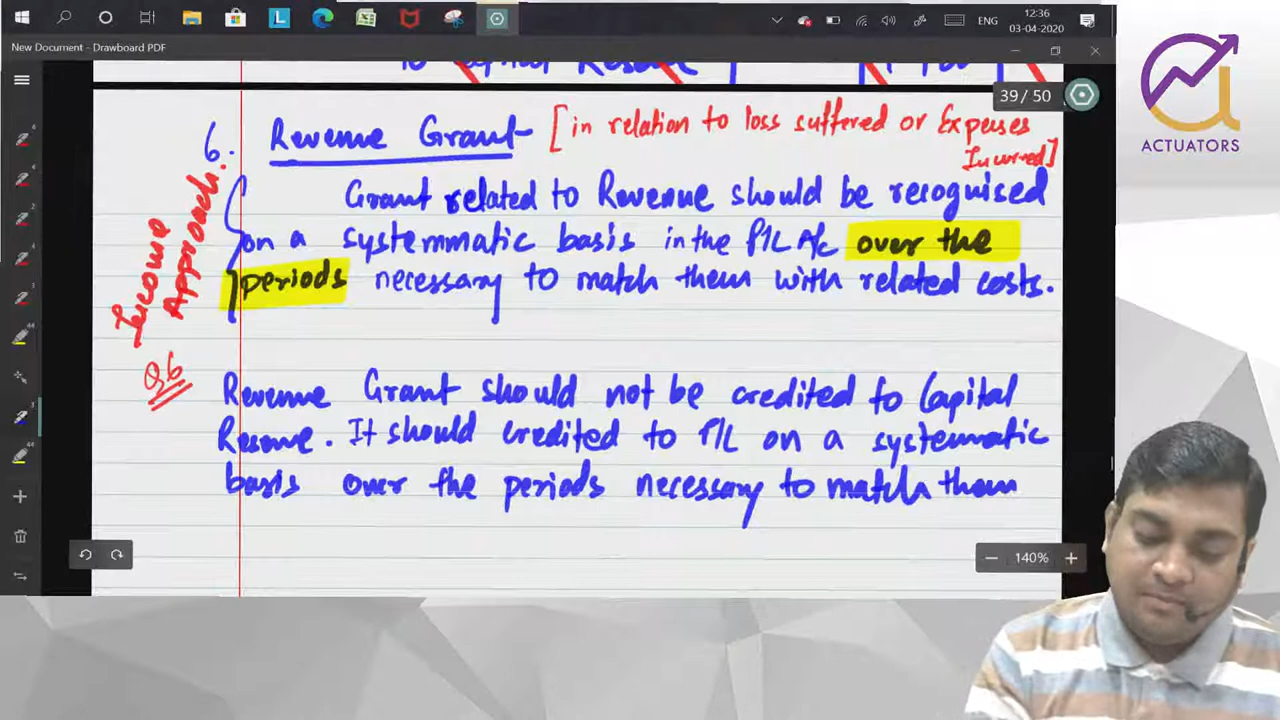 12:36
ENG
03-04-2020
New Document - Drawboard PDF
to Capital Reserve
39 / 50
ACTUATORS
6. Revenue Grant [in relation to loss suffered or Expenses
Incurred]
Grant related to Revenue should be recognised
on a systemmatic basis in the P/L A/c over the
periods necessary to match them with related costs.
Income
Approach.
Q6
Revenue Grant should not be credited to Capital
Reserve. It should credited to P/L on a systematic
basis over the periods necessary to match them
140%